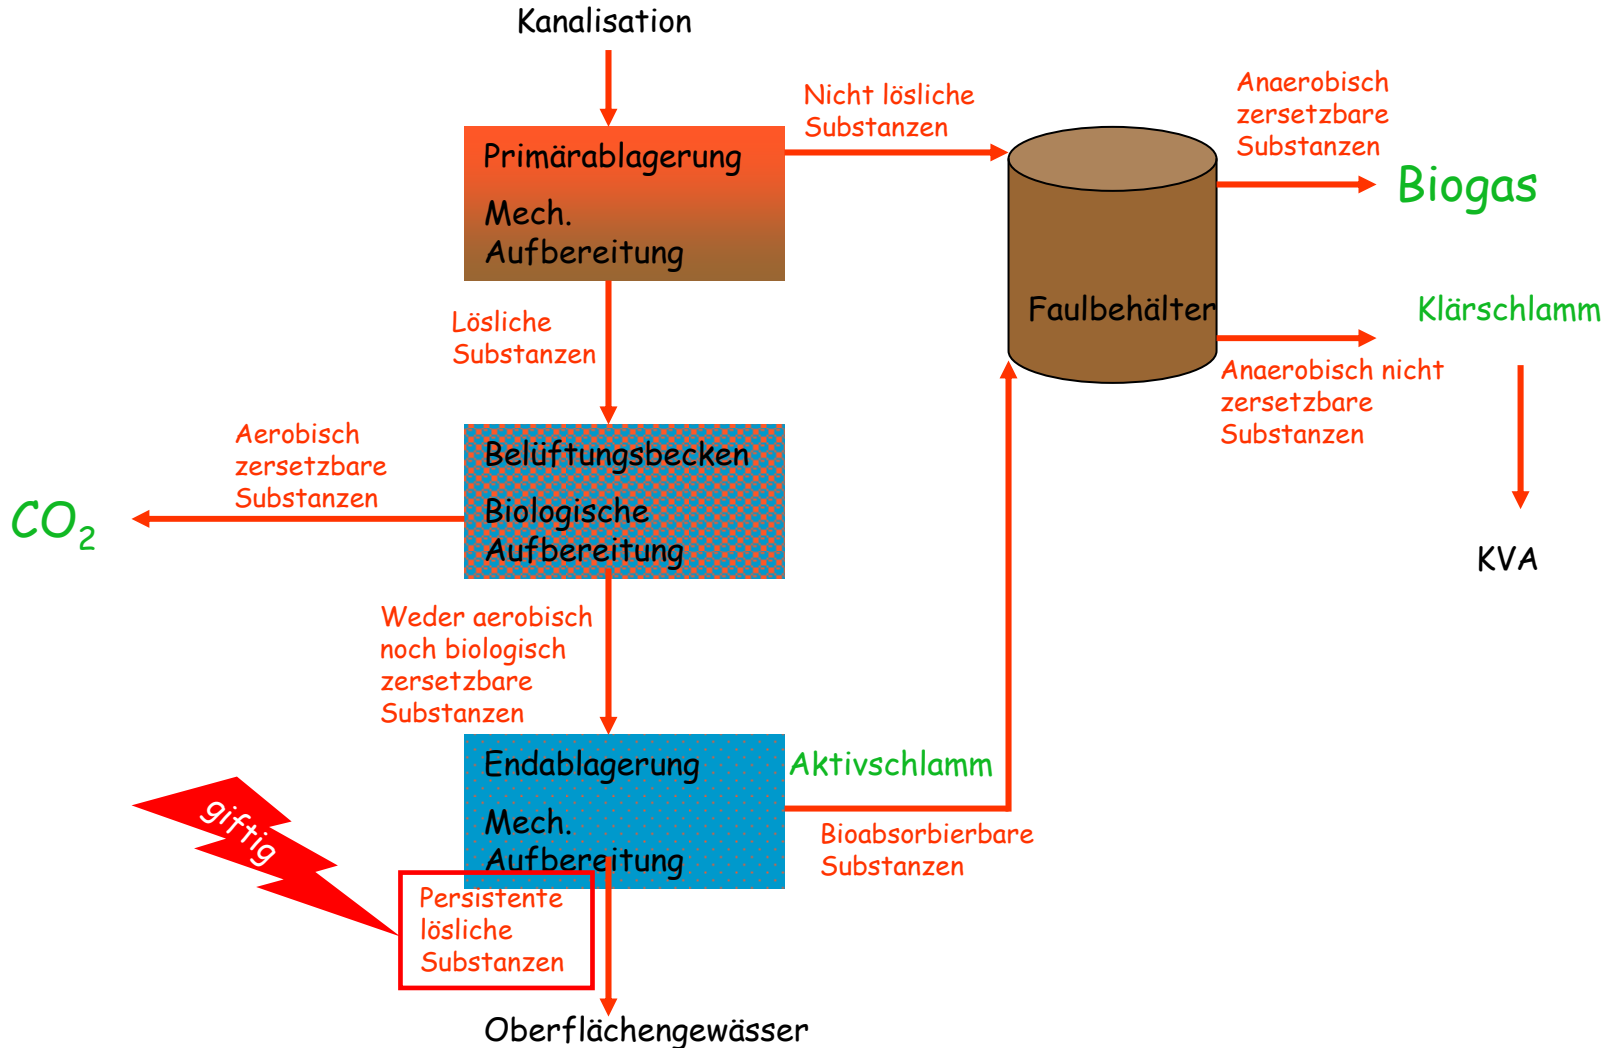 Kanalisation
Nicht lösliche
Substanzen
Anaerobisch
zersetzbare
Substanzen
Primärablagerung
Mech.
Aufbereitung
Biogas
Faulbehälter
Klärschlamm
Lösliche
Substanzen
Anaerobisch nicht
zersetzbare
Substanzen
Aerobisch
zersetzbare
Substanzen
CO₂
Belüftungsbecken
Biologische
Aufbereitung
KVA
Weder aerobisch
noch biologisch
zersetzbare
Substanzen
Endablagerung
Mech.
Aufbereitung
Aktivschlamm
Bioabsorbierbare
Substanzen
giftig
Persistente
lösliche
Substanzen
Oberflächengewässer